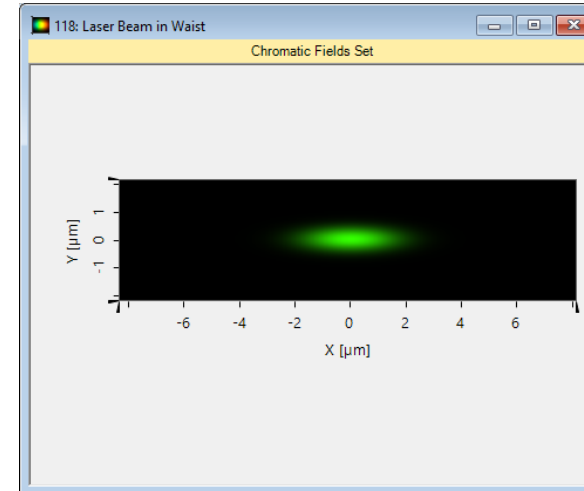 118: Laser Beam in Waist
Chromatic Fields Set
Y [µm]
1
0
-1
-6 -4 -2 0 2 4 6
X [µm]